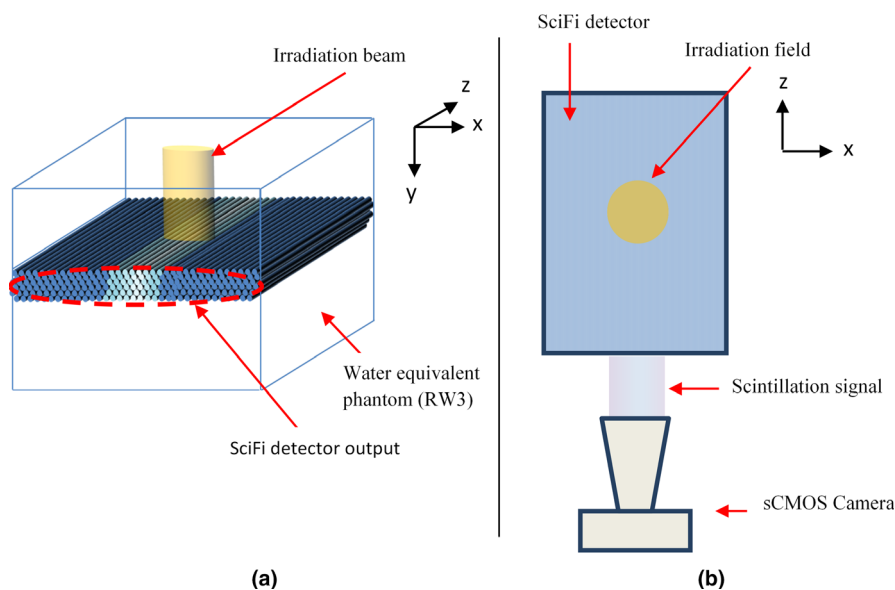 Irradiation beam
z
x
y
Water equivalent
phantom (RW3)
SciFi detector output
(a)
SciFi detector
Irradiation field
z
x
Scintillation signal
sCMOS Camera
(b)